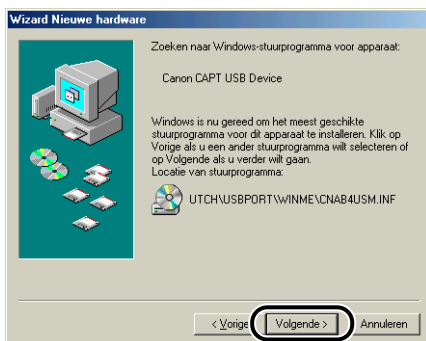 Wizard Nieuwe hardware
Zoeken naar Windows-stuurprogramma voor apparaat:
Canon CAPT USB Device
Windows is nu gereed om het meest geschikte
stuurprogramma voor dit apparaat te installeren. Klik op
Vorige als u een ander stuurprogramma wilt selecteren of
op Volgende als u verder wilt gaan.
Locatie van stuurprogramma:
UTCH\USBPORT\WINME\CNAB4USM.INF
< Vorige Volgende > Annuleren